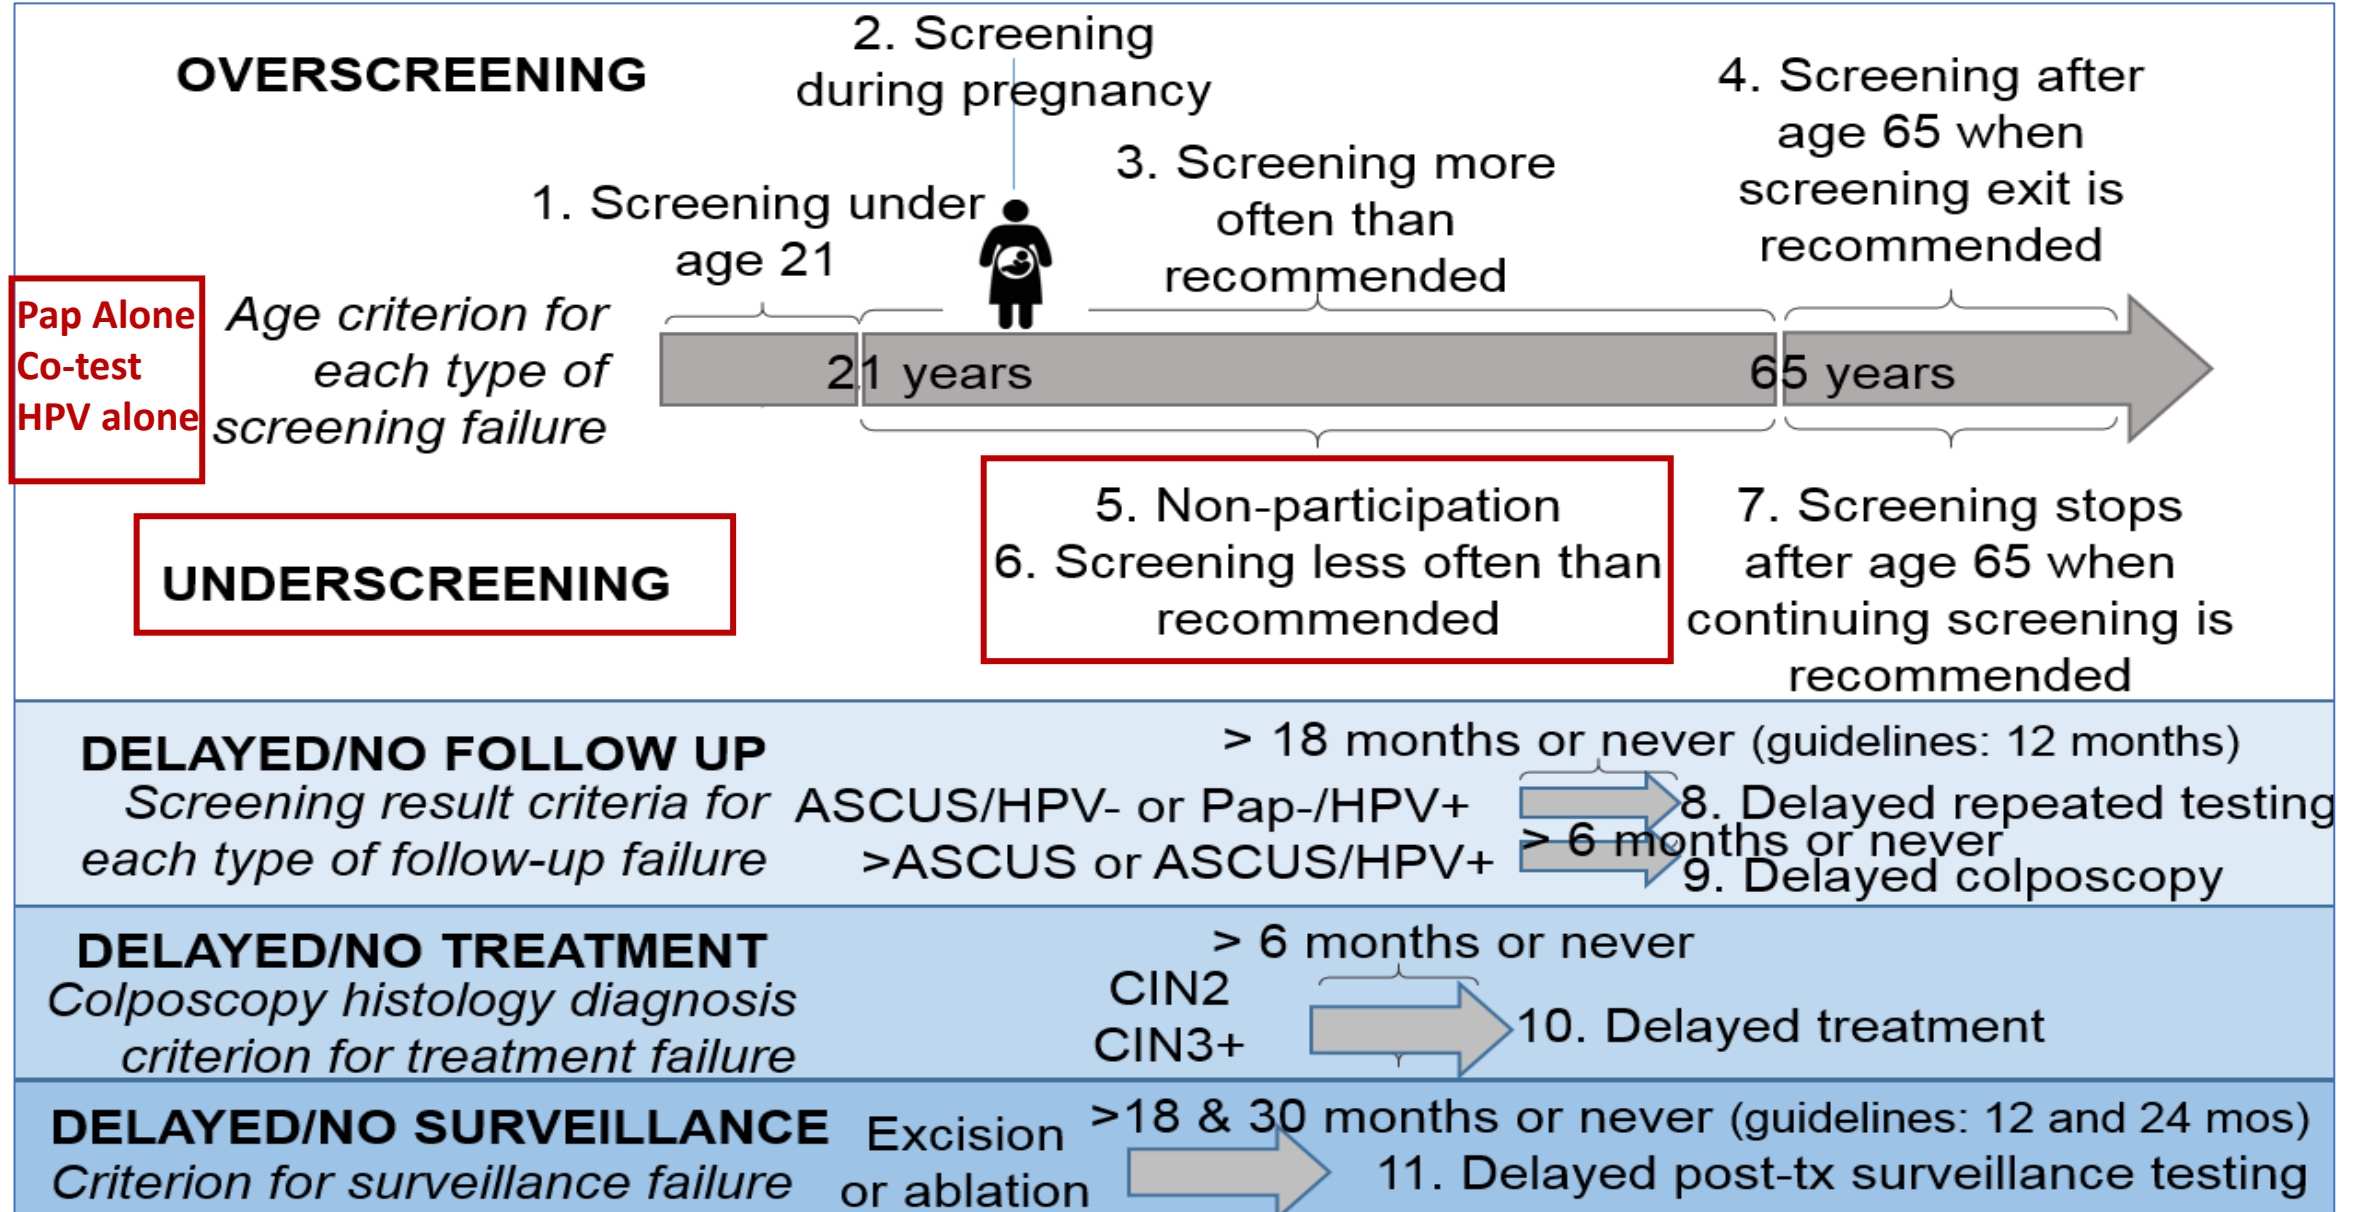 OVERSCREENING
2. Screening
during pregnancy
4. Screening after
age 65 when
screening exit is
recommended
3. Screening more
often than
recommended
1. Screening under
age 21
Pap Alone
Co-test
HPV alone
Age criterion for
each type of
screening failure
21 years
65 years
UNDERSCREENING
5. Non-participation
6. Screening less often than
recommended
7. Screening stops
after age 65 when
continuing screening is
recommended
DELAYED/NO FOLLOW UP
Screening result criteria for
each type of follow-up failure
> 18 months or never (guidelines: 12 months)
ASCUS/HPV- or Pap-/HPV+
8. Delayed repeated testing
> 6 months or never
>ASCUS or ASCUS/HPV+
9. Delayed colposcopy
DELAYED/NO TREATMENT
Colposcopy histology diagnosis
criterion for treatment failure
> 6 months or never
CIN2
CIN3+
10. Delayed treatment
DELAYED/NO SURVEILLANCE
Criterion for surveillance failure
Excision
or ablation
>18 & 30 months or never (guidelines: 12 and 24 mos)
11. Delayed post-tx surveillance testing